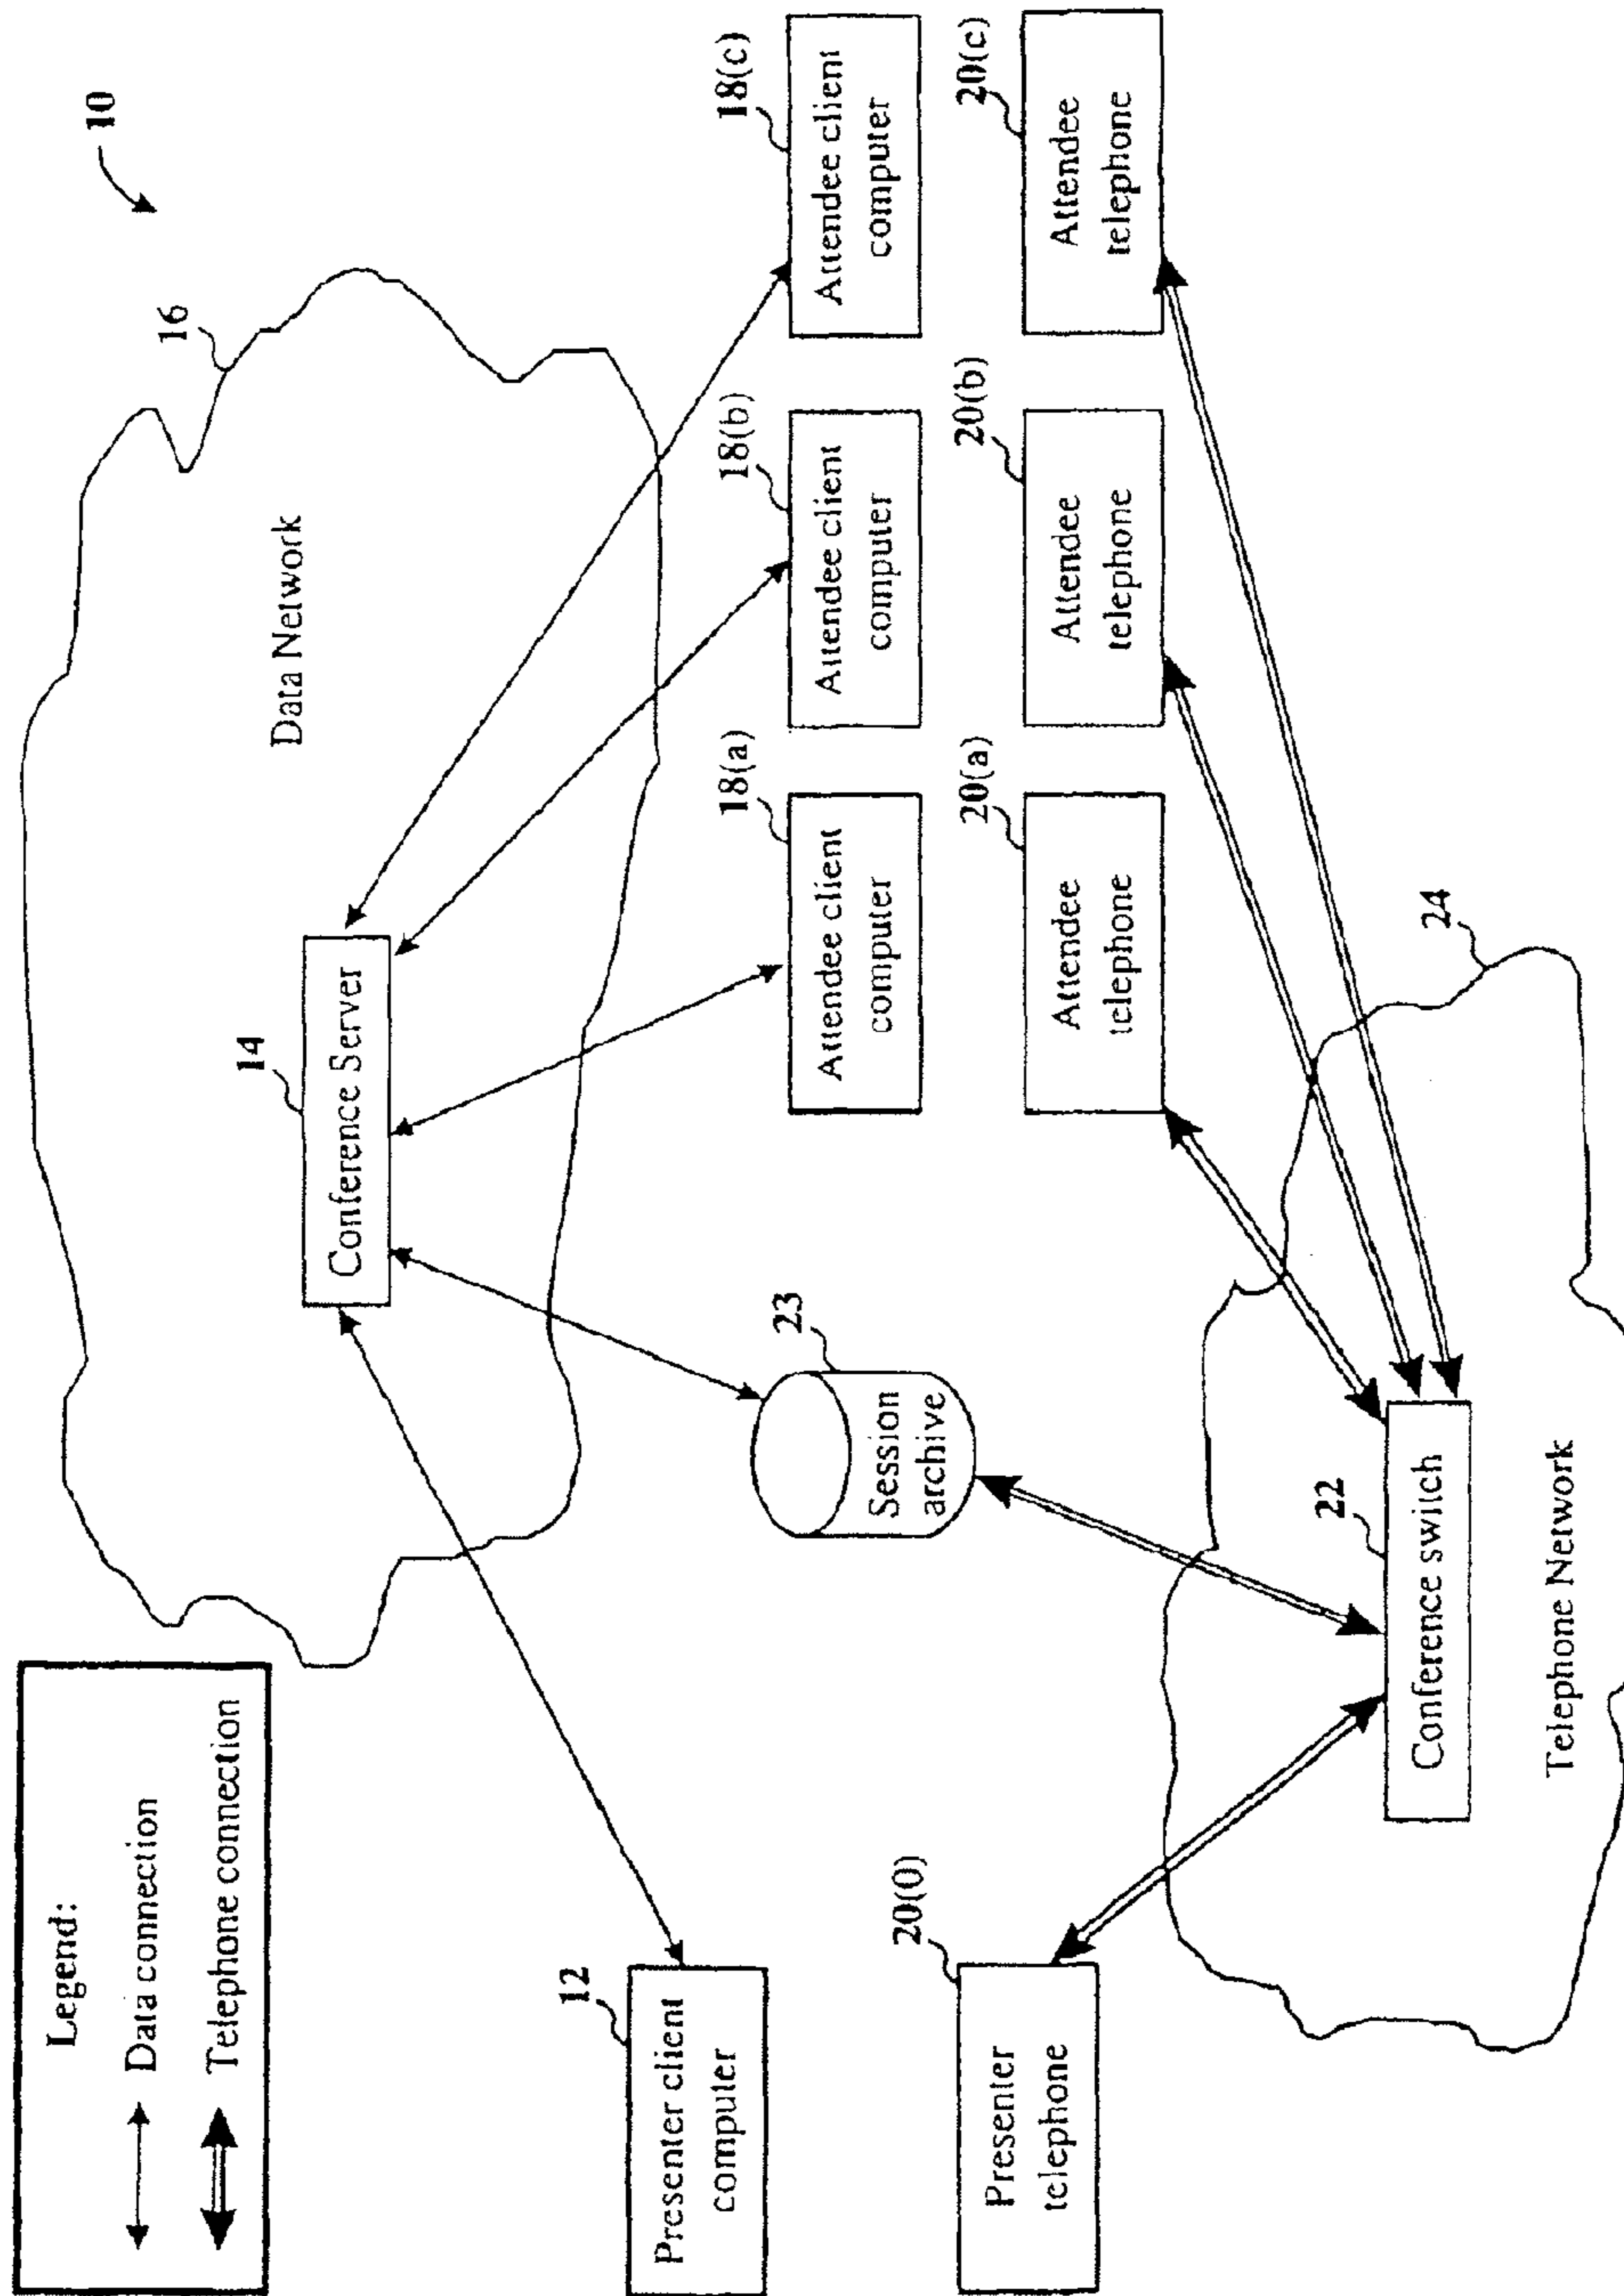 Legend:
Data connection
Telephone connection
10
16
Data Network
14
Conference Server
12
Presenter client
computer
23
Session
archive
18(a)
Attendee client
computer
18(b)
Attendee client
computer
18(c)
Attendee client
computer
20(0)
Presenter
telephone
20(a)
Attendee
telephone
20(b)
Attendee
telephone
20(c)
Attendee
telephone
22
Conference switch
24
Telephone Network